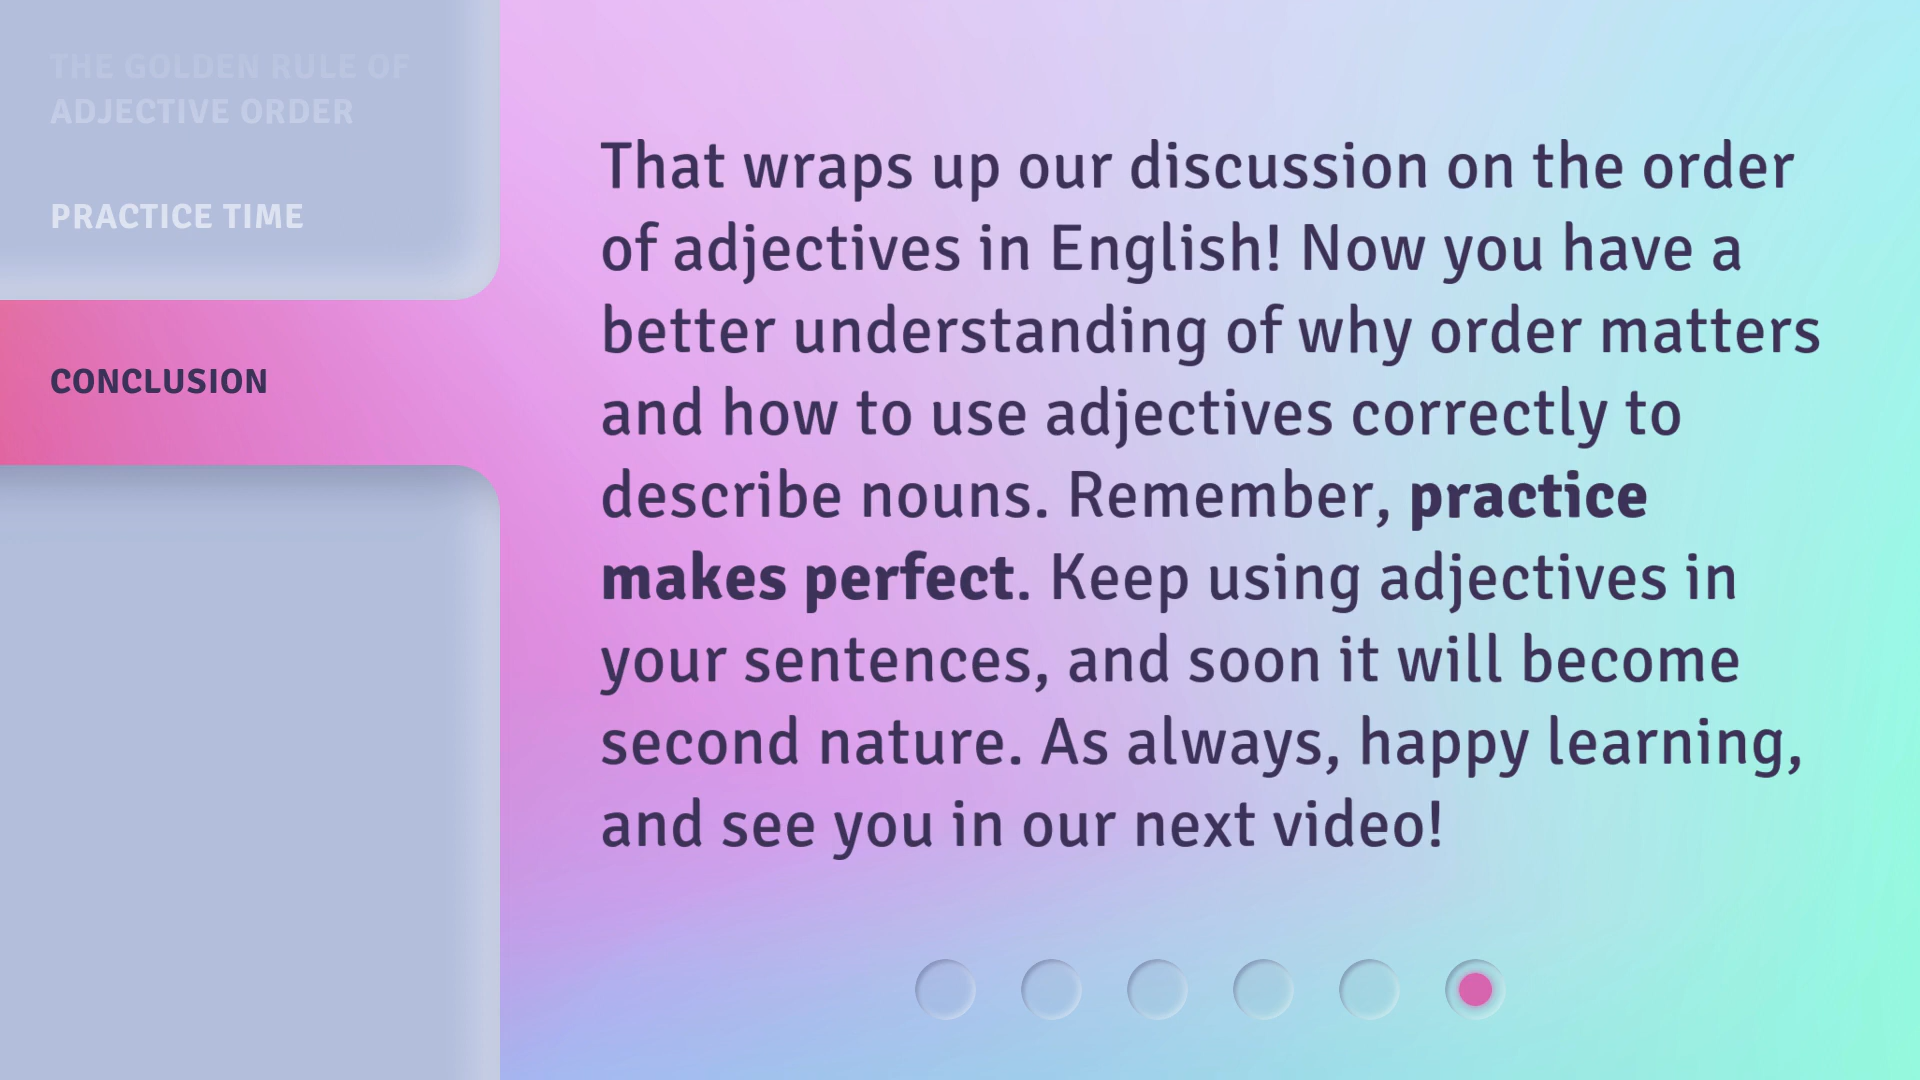 THE GOLDEN RULE OF
ADJECTIVE ORDER
PRACTICE TIME
CONCLUSION
That wraps up our discussion on the order
of adjectives in English! Now you have a
better understanding of why order matters
and how to use adjectives correctly to
describe nouns. Remember, practice
makes perfect. Keep using adjectives in
your sentences, and soon it will become
second nature. As always, happy learning,
and see you in our next video!